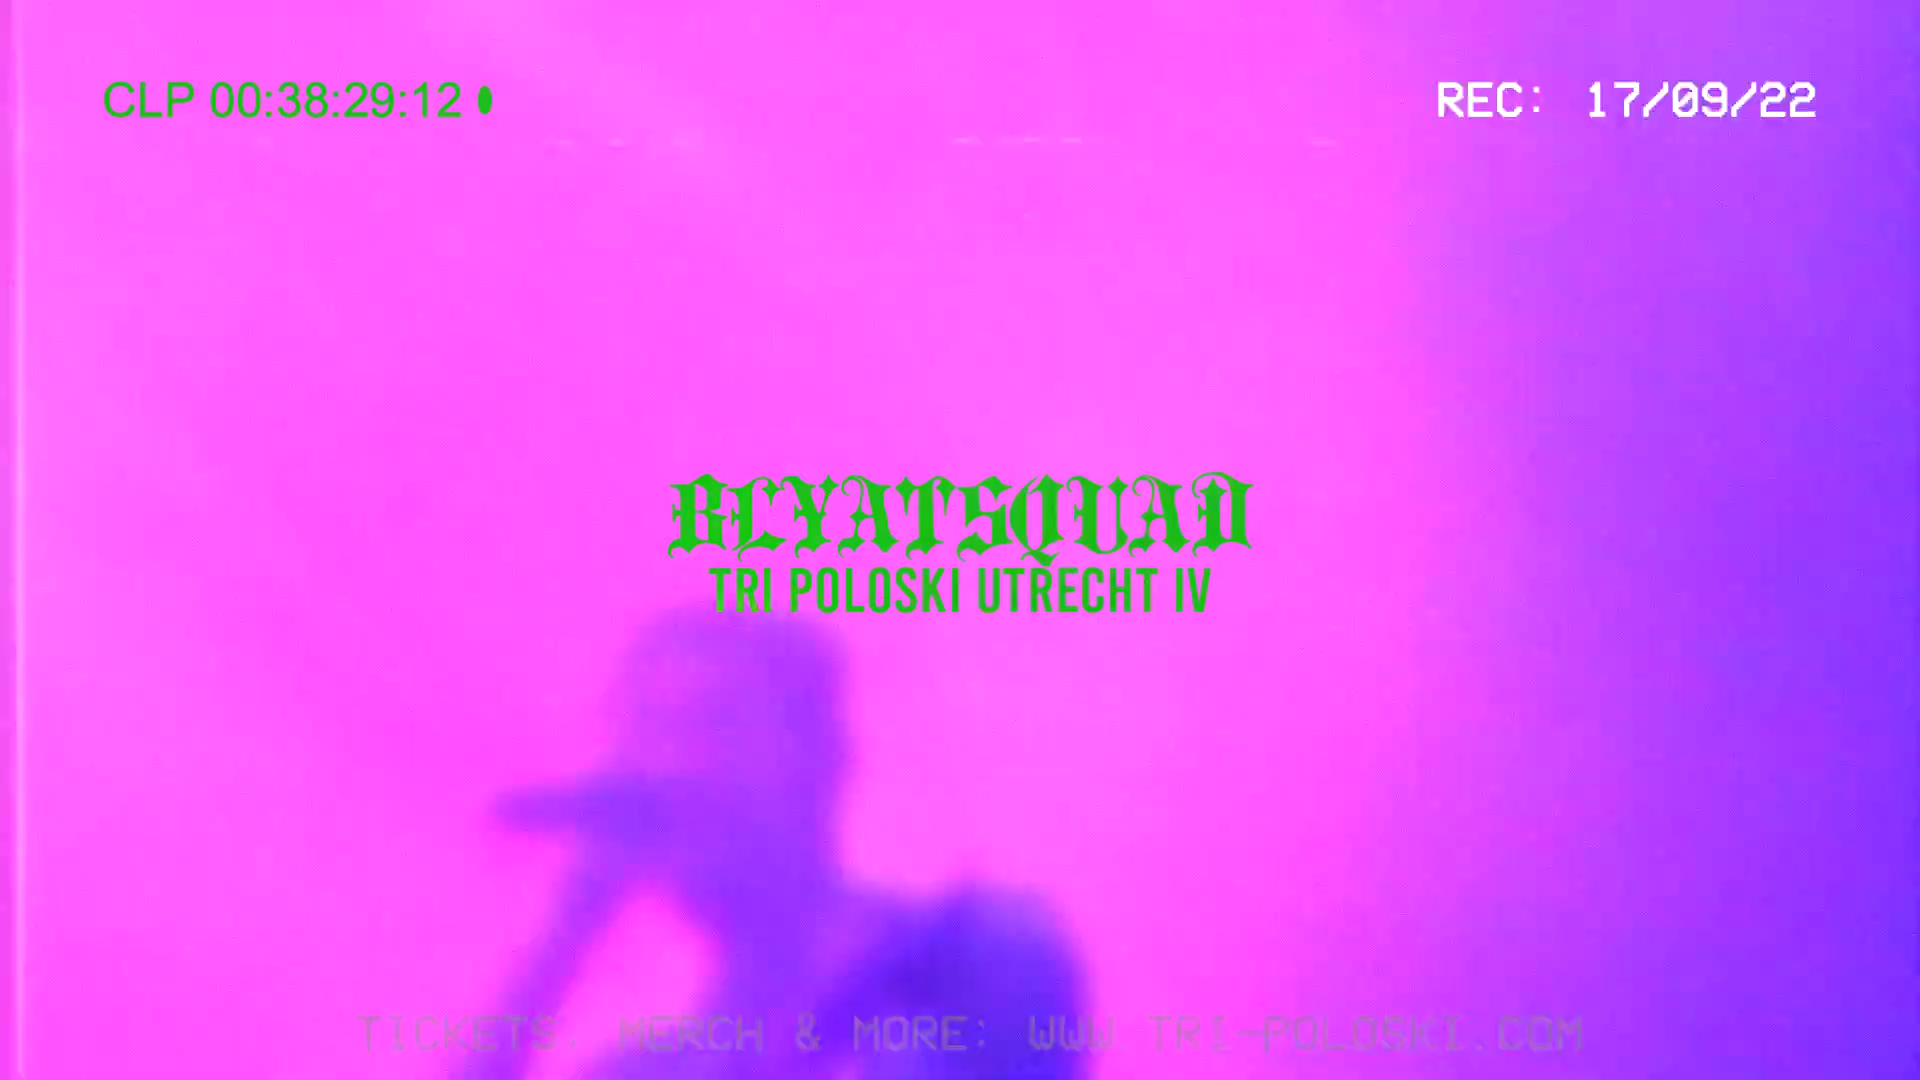 CLP 00:38:29:12
REC: 17/09/22
BLYATSQUAD
TRI POLOSKI UTRECHT IV
TICKETS, MERCH & MORE: WWW.TRI-POLOSKI.COM